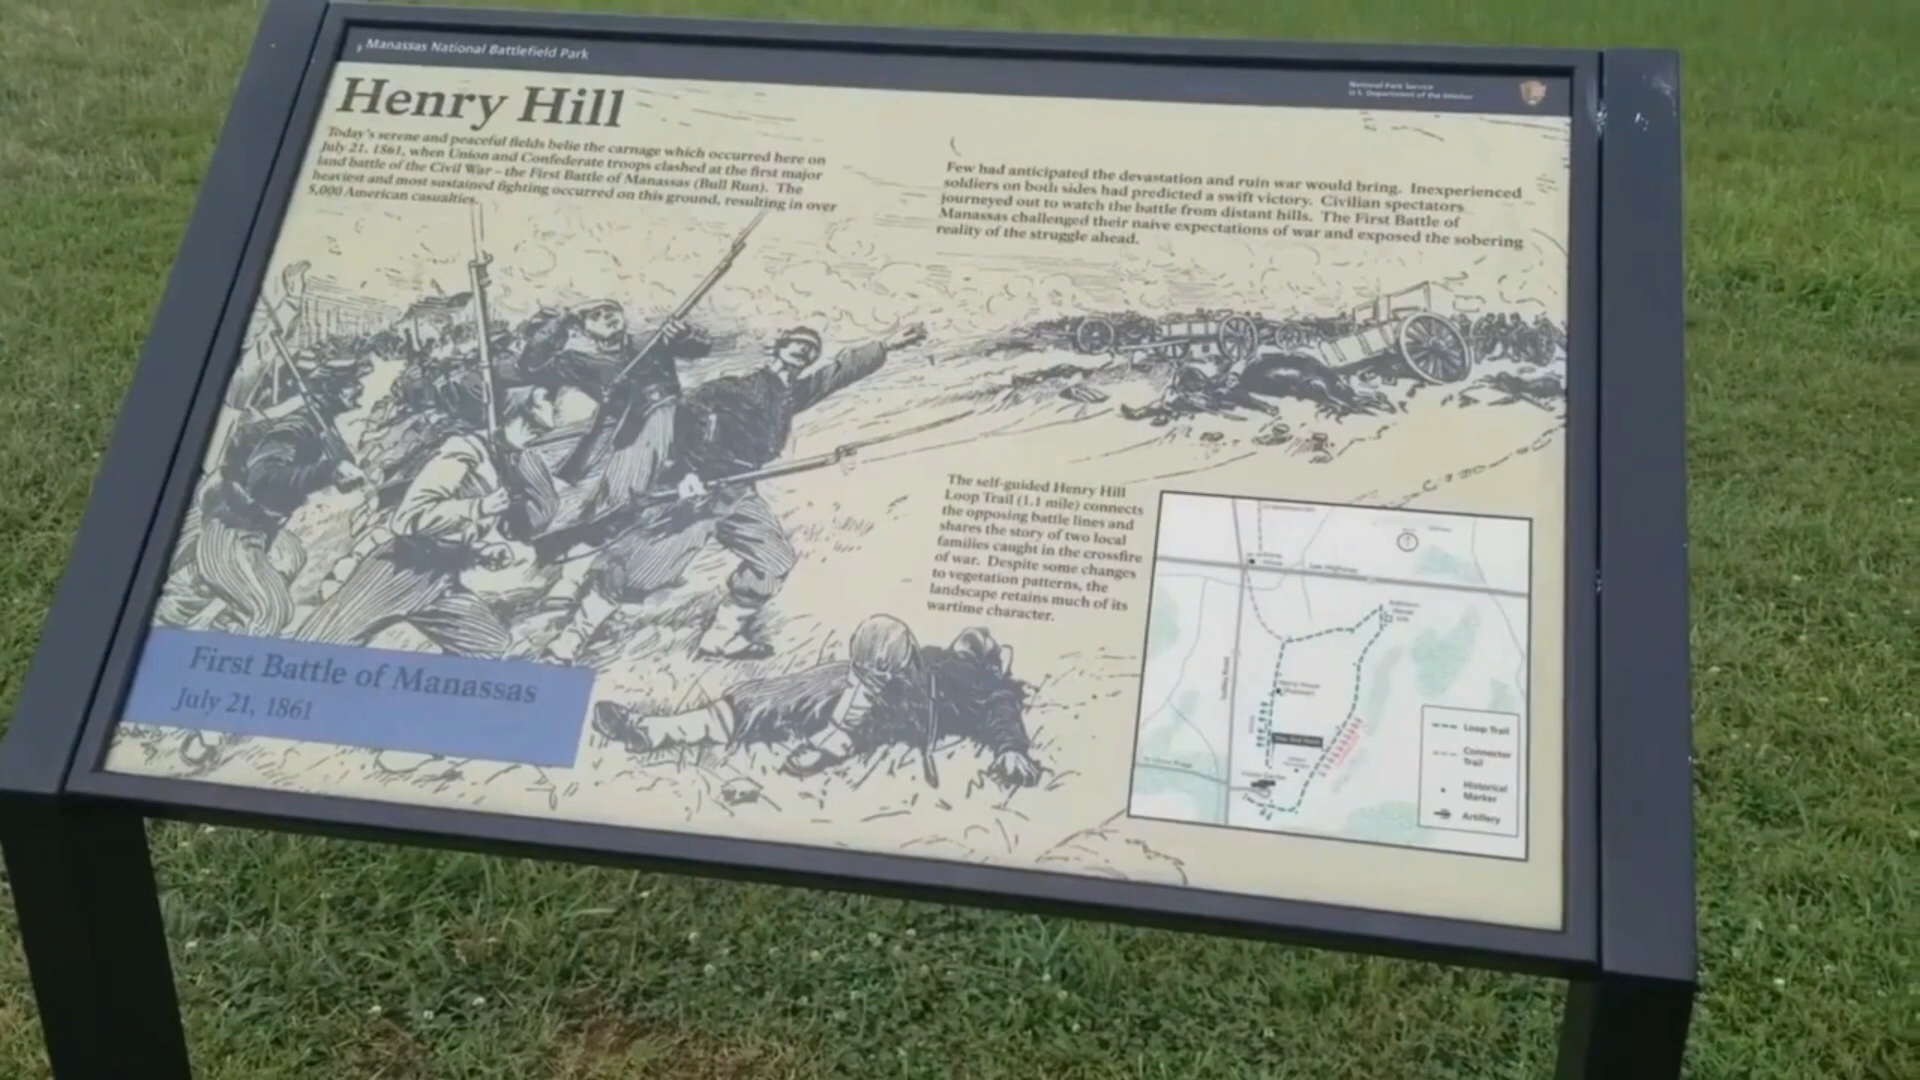 Manassas National Battlefield Park
National Park Service
U.S. Department of the Interior
Henry Hill
Today's serene and peaceful fields belie the carnage which occurred here on
July 21, 1861, when Union and Confederate troops clashed at the first major
land battle of the Civil War – the First Battle of Manassas (Bull Run). The
heaviest and most sustained fighting occurred on this ground, resulting in over
5,000 American casualties.
Few had anticipated the devastation and ruin war would bring. Inexperienced
soldiers on both sides had predicted a swift victory. Civilian spectators
journeyed out to watch the battle from distant hills. The First Battle of
Manassas challenged their naive expectations of war and exposed the sobering
reality of the struggle ahead.
The self-guided Henry Hill
Loop Trail (1.1 mile) connects
the opposing battle lines and
shares the story of two local
families caught in the crossfire
of war. Despite some changes
to vegetation patterns, the
landscape retains much of its
wartime character.
First Battle of Manassas
July 21, 1861
Lee Highway
Henry House
Loop Trail
Connector
Trail
Historical
Marker
Artillery